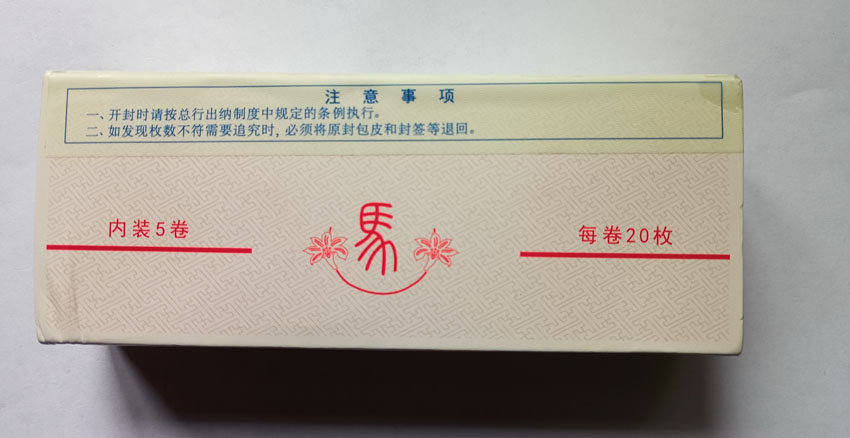 注意事项
一、开封时请按总行出纳制度中规定的条例执行。
二、如发现枚数不符需要追究时，必须将原封包皮和封签等退回。
内装5卷
馬
每卷20枚